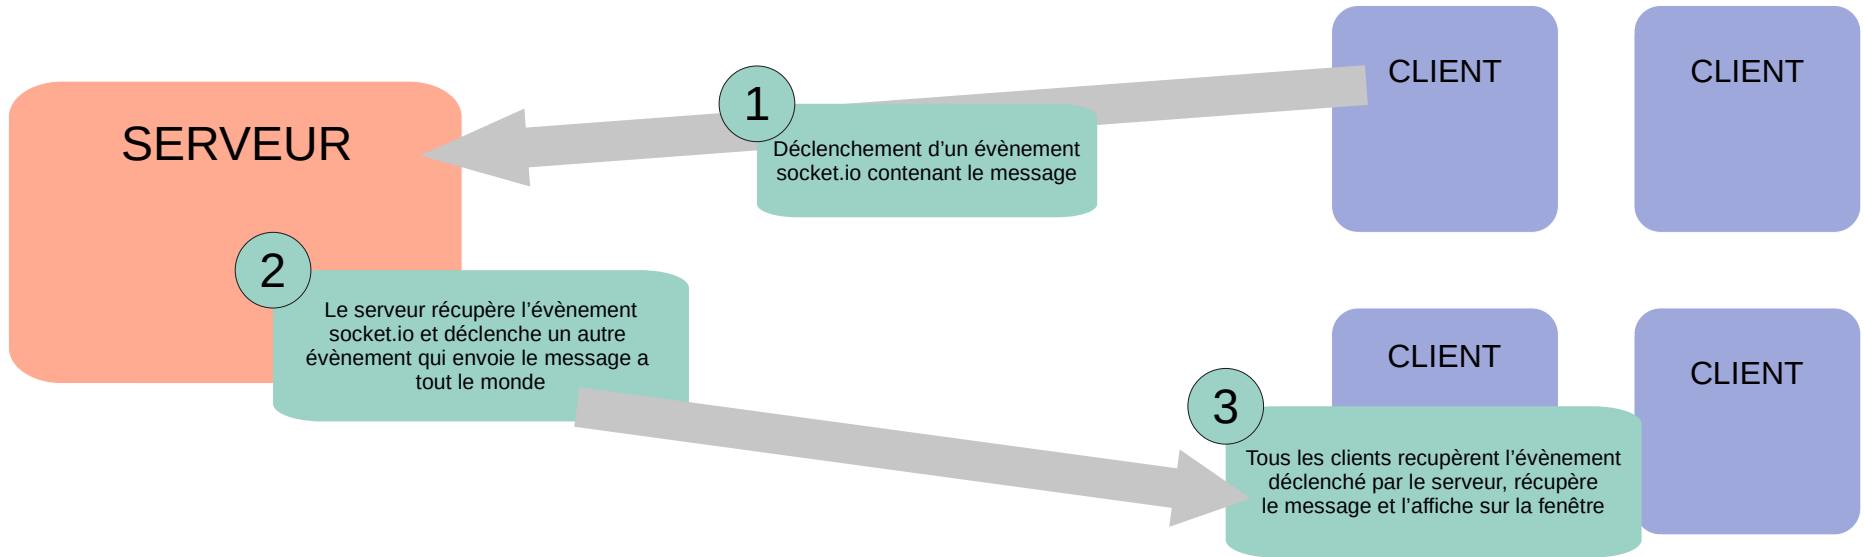 SERVEUR
1
Déclenchement d'un évènement
socket.io contenant le message
CLIENT
CLIENT
2
Le serveur récupère l'évènement
socket.io et déclenche un autre
évènement qui envoie le message a
tout le monde
CLIENT
CLIENT
3
Tous les clients recupèrent l'évènement
déclenché par le serveur, récupère
le message et l'affiche sur la fenêtre